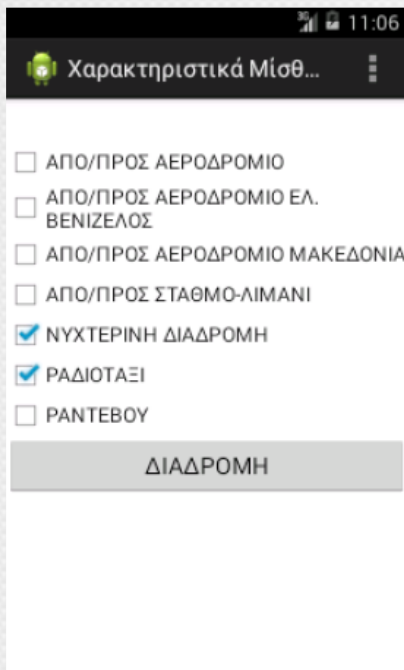 3G 11:06
Χαρακτηριστικά Μίσθ...
ΑΠΟ/ΠΡΟΣ ΑΕΡΟΔΡΟΜΙΟ
ΑΠΟ/ΠΡΟΣ ΑΕΡΟΔΡΟΜΙΟ ΕΛ.
ΒΕΝΙΖΕΛΟΣ
ΑΠΟ/ΠΡΟΣ ΑΕΡΟΔΡΟΜΙΟ ΜΑΚΕΔΟΝΙΑ
ΑΠΟ/ΠΡΟΣ ΣΤΑΘΜΟ-ΛΙΜΑΝΙ
ΝΥΧΤΕΡΙΝΗ ΔΙΑΔΡΟΜΗ
ΡΑΔΙΟΤΑΞΙ
ΡΑΝΤΕΒΟΥ
ΔΙΑΔΡΟΜΗ